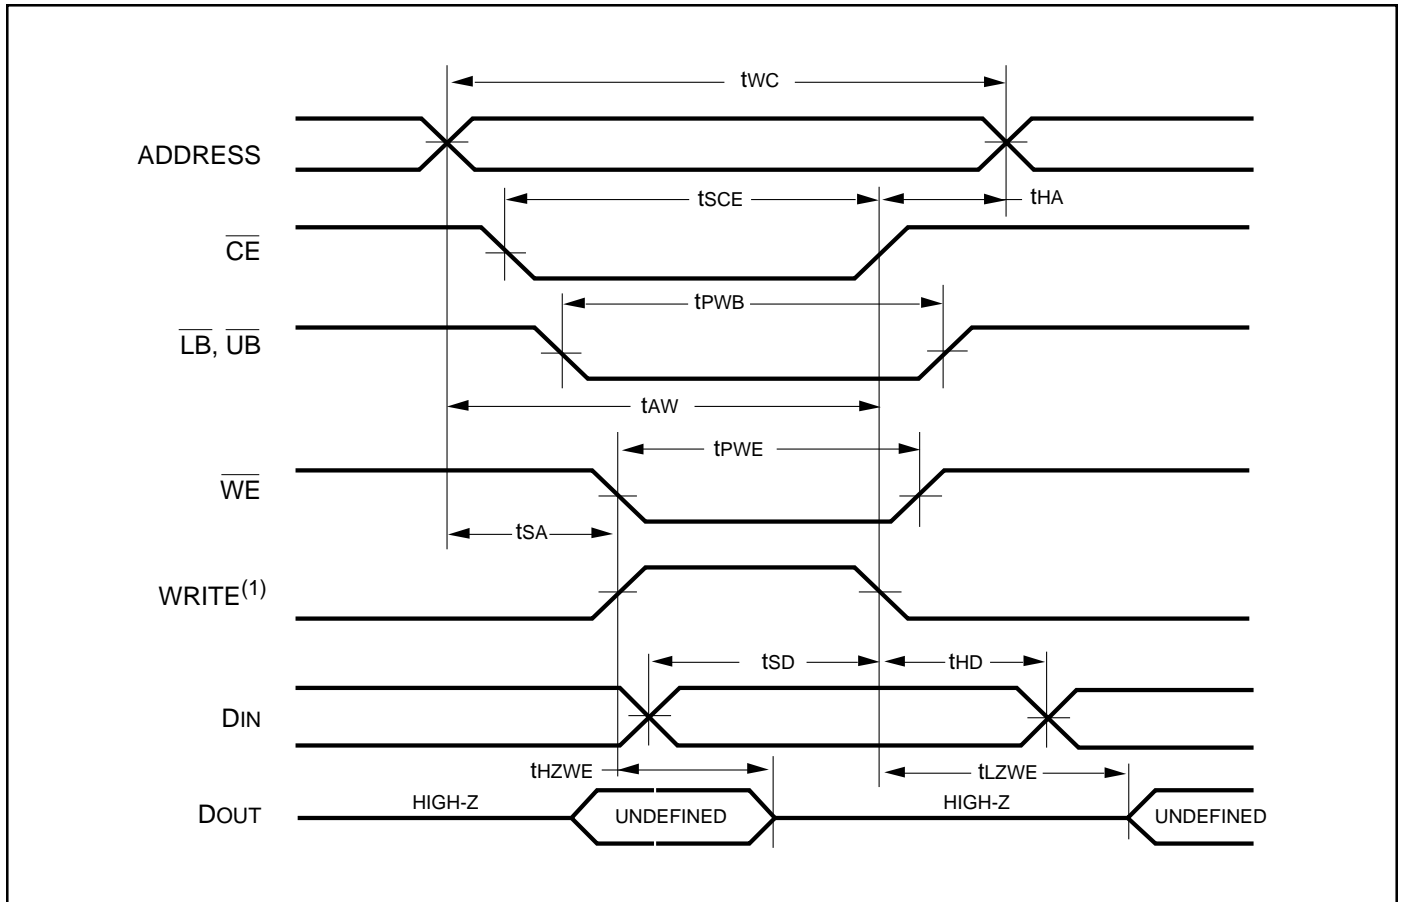 tWC
ADDRESS
tSCE
tHA
CE
tPWB
LB, UB
tAW
tPWE
WE
tSA
WRITE(1)
tSD
tHD
DIN
tHZWE
tLZWE
DOUT
HIGH-Z
UNDEFINED
HIGH-Z
UNDEFINED